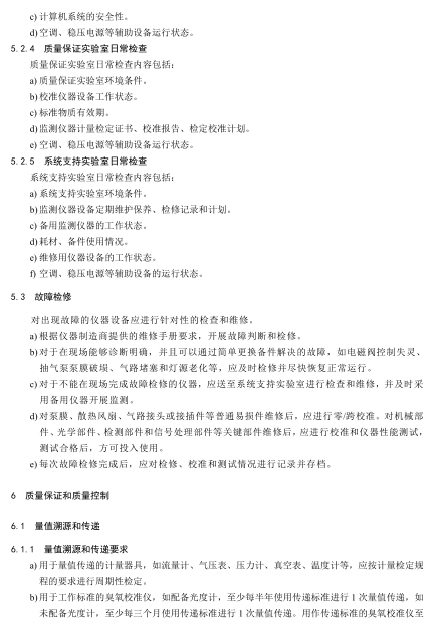 c) 计算机系统的安全性。
d) 空调、稳压电源等辅助设备运行状态。
5.2.4 质量保证实验室日常检查
质量保证实验室日常检查内容包括：
a) 质量保证实验室环境条件。
b) 校准仪器设备工作状态。
c) 标准物质有效期。
d) 监测仪器计量检定证书、校准报告、检定校准计划。
e) 空调、稳压电源等辅助设备运行状态。
5.2.5 系统支持实验室日常检查
系统支持实验室日常检查内容包括：
a) 系统支持实验室环境条件。
b) 监测仪器设备定期维护保养、检修记录和计划。
c) 备用监测仪器的工作状态。
d) 耗材、备件使用情况。
e) 维修用仪器设备的工作状态。
f) 空调、稳压电源等辅助设备的运行状态。
5.3 故障检修
对出现故障的仪器设备应进行针对性的检查和维修。
a) 根据仪器制造商提供的维修手册要求，开展故障判断和检修。
b) 对于在现场能够诊断明确，并且可以通过简单更换备件解决的故障，如电磁阀控制失灵、
抽气泵泵膜破埙、气路堵塞和灯源老化等，应及时检修并尽快恢复正常运行。
c) 对于不能在现场完成故障检修的仪器，应送至系统支持实验室进行检查和维修，并及时采
用备用仪器开展监测。
d) 对泵膜、散热风扇、气路接头或接插件等普通易损件维修后，应进行零/跨校准。对机械部
件、光学部件、检测部件和信号处理部件等关键部件维修后，应进行校准和仪器性能测试，
测试合格后，方可投入使用。
e) 每次故障检修完成后，应对检修、校准和测试情况进行记录并存档。
6 质量保证和质量控制
6.1 量值溯源和传递
6.1.1 量值溯源和传递要求
a) 用于量值传递的计量器具，如流量计、气压表、压力计、真空表、温度计等，应按计量检定规
程的要求进行周期性检定。
b) 用于工作标准的臭氧校准仪，如配备光度计，至少每半年使用传递标准进行 1 次量值传递，如
未配备光度计，至少每三个月使用传递标准进行 1 次量值传递。用作传递标准的臭氧校准仪至